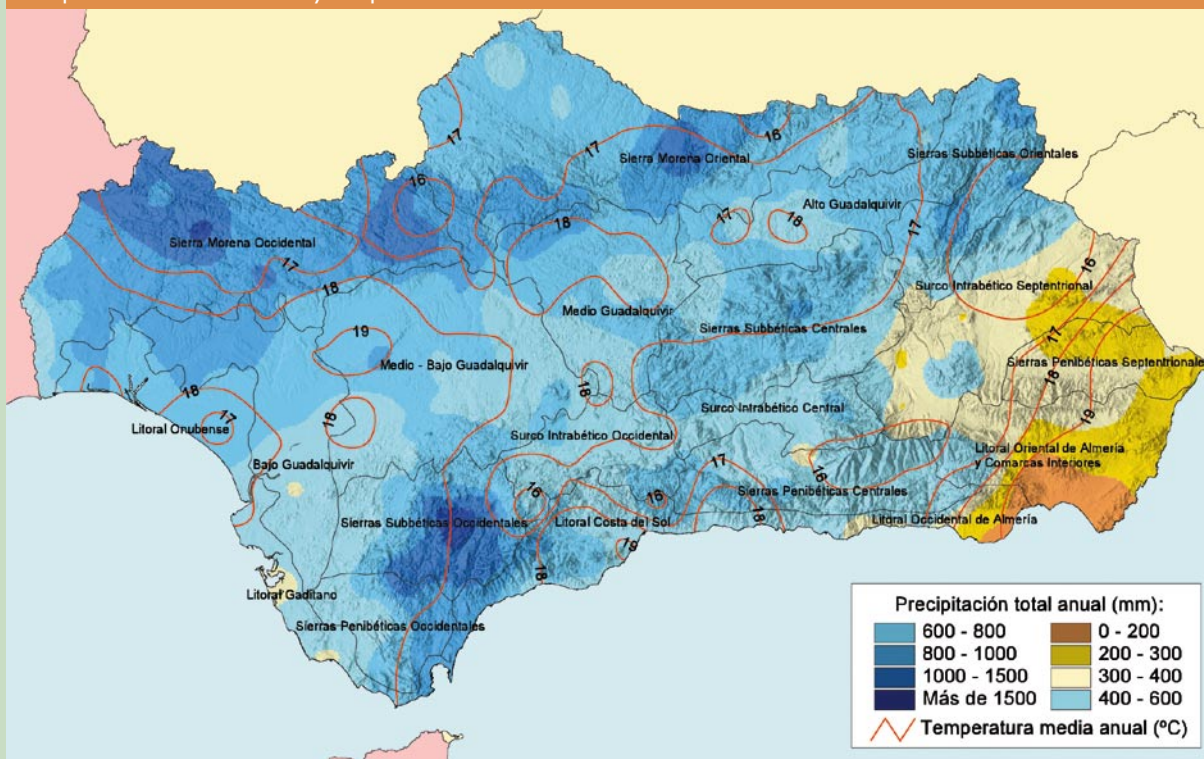 17
16
17
Sierra Morena Oriental
16
Sierras Subbéticas Orientales
Alto Guadalquivir
17
18
17
18
Sierra Morena Occidental
17
18
16
Surco Intrabético Septentrional
Medio Guadalquivir
19
Sierras Subbéticas Centrales
17
Medio - Bajo Guadalquivir
Sierras Penibéticas Septentrionale
18
18
18
17
18
Surco Intrabético Central
19
Litoral Onubense
Surco Intrabético Occidental
Litoral Oriental de Almería
y Comarcas Interiores
Bajo Guadalquivir
17
16
16
16
Sierras Penibéticas Centrales
Sierras Subbéticas Occidentales
Litoral Costa del Sol
18
Litoral Occidental de Almería
19
18
Litoral Gaditano
Sierras Penibéticas Occidentales
Precipitación total anual (mm):
600 - 800
0 - 200
800 - 1000
200 - 300
1000 - 1500
300 - 400
Más de 1500
400 - 600
Temperatura media anual (ºC)